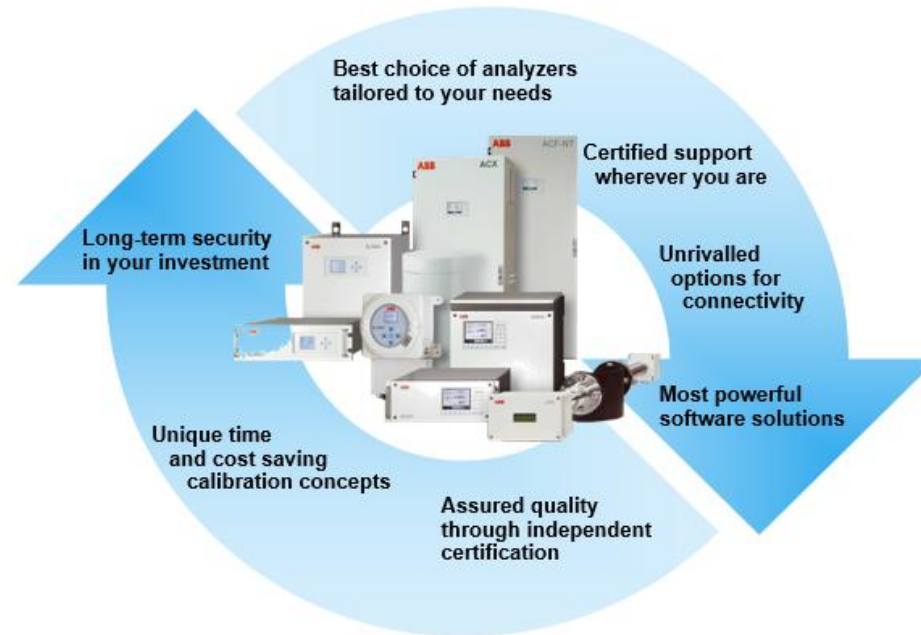 Best choice of analyzers
tailored to your needs
Certified support
wherever you are
Unrivalled
options for
connectivity
Most powerful
software solutions
Assured quality
through independent
certification
Unique time
and cost saving
calibration concepts
Long-term security
in your investment
ABB
ACF-NT
ABB
ACX